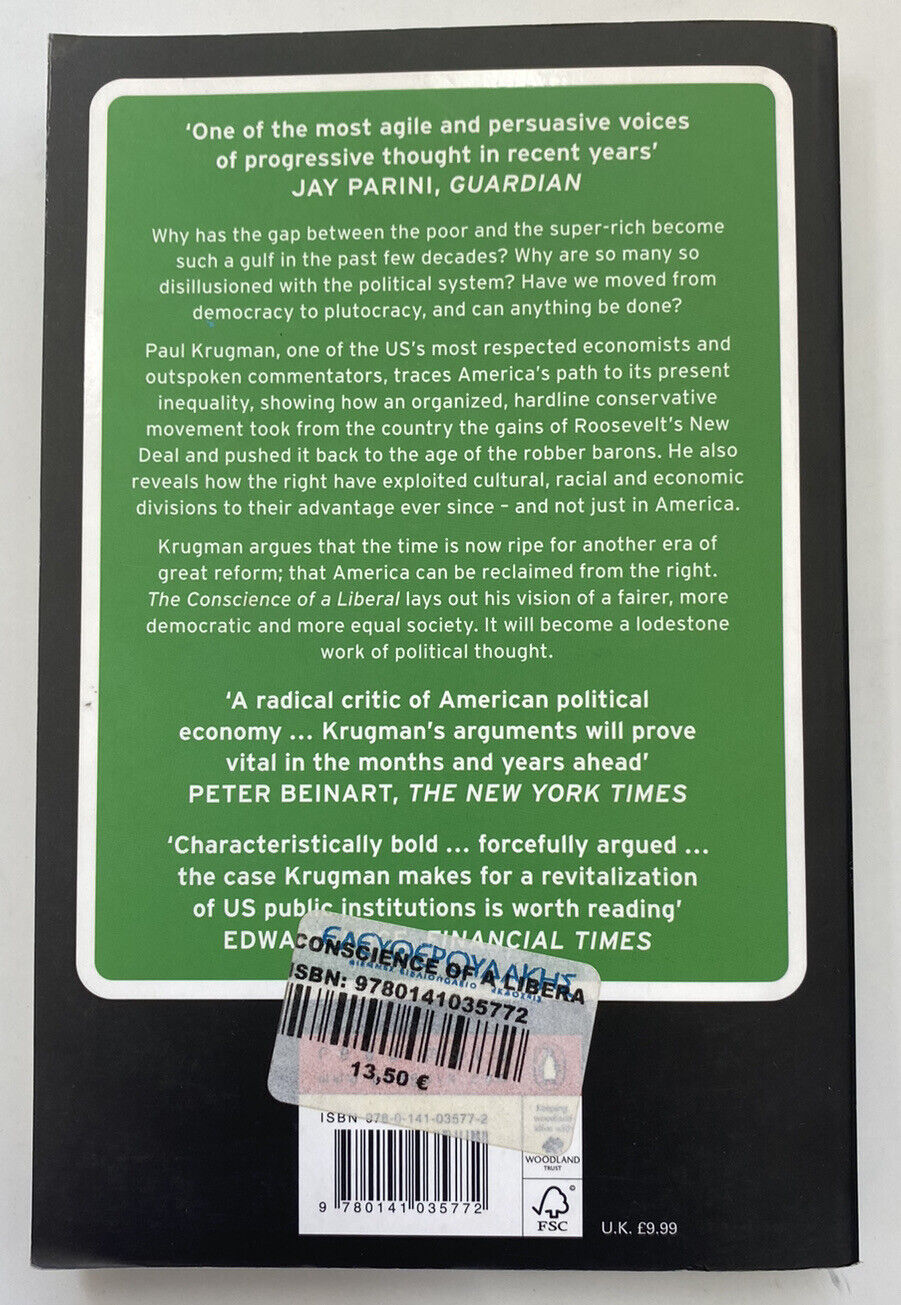 ‘One of the most agile and persuasive voices
of progressive thought in recent years’
JAY PARINI, GUARDIAN
Why has the gap between the poor and the super-rich become
such a gulf in the past few decades? Why are so many so
disillusioned with the political system? Have we moved from
democracy to plutocracy, and can anything be done?
Paul Krugman, one of the US’s most respected economists and
outspoken commentators, traces America’s path to its present
inequality, showing how an organized, hardline conservative
movement took from the country the gains of Roosevelt’s New
Deal and pushed it back to the age of the robber barons. He also
reveals how the right have exploited cultural, racial and economic
divisions to their advantage ever since – and not just in America.
Krugman argues that the time is now ripe for another era of
great reform; that America can be reclaimed from the right.
The Conscience of a Liberal lays out his vision of a fairer, more
democratic and more equal society. It will become a lodestone
work of political thought.
‘A radical critic of American political
economy ... Krugman’s arguments will prove
vital in the months and years ahead’
PETER BEINART, THE NEW YORK TIMES
‘Characteristically bold ... forcefully argued ...
the case Krugman makes for a revitalization
of US public institutions is worth reading’
FINANCIAL TIMES
ΕΛΕΥΘΕΡΟΥΔΑΚΗΣ
CONSCIENCE OF A LIBERA
ISBN: 9780141035772
13,50 €
ISBN 978-0-141-03577-2
WOODLAND
TRUST
9 780141 035772
FSC
U.K. £9.99